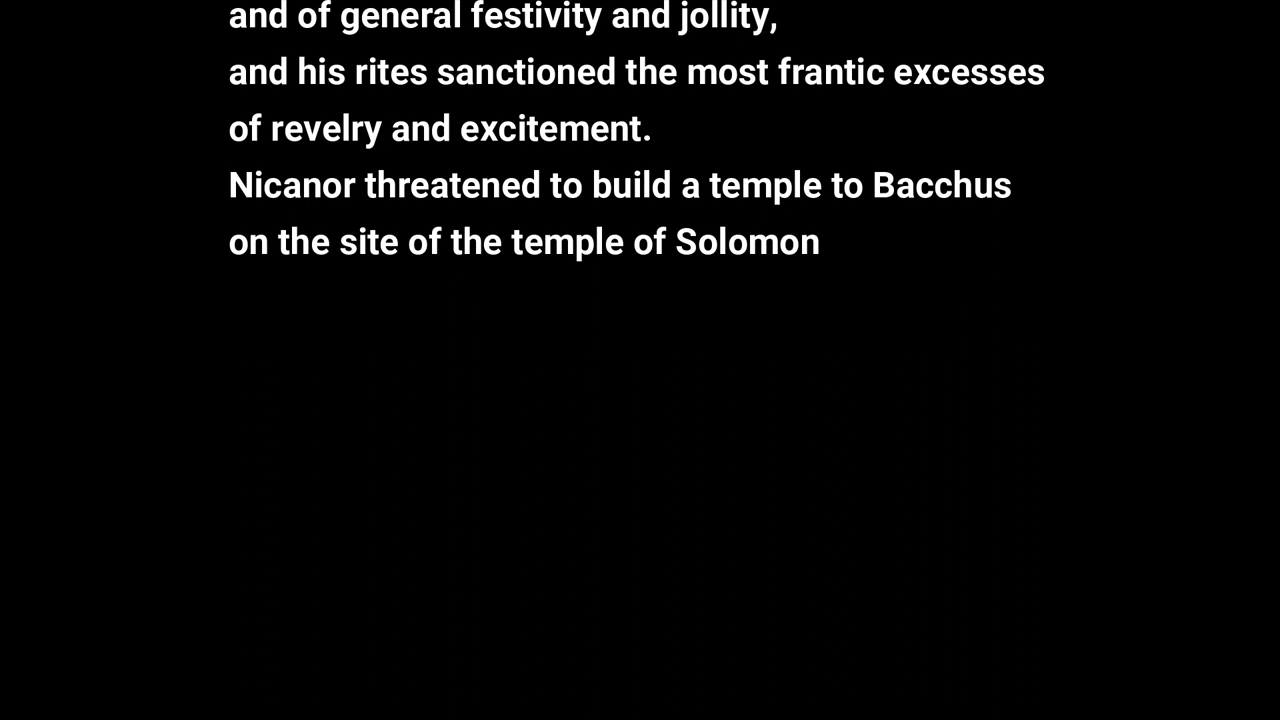 and of general festivity and jollity,
and his rites sanctioned the most frantic excesses
of revelry and excitement.
Nicanor threatened to build a temple to Bacchus
on the site of the temple of Solomon